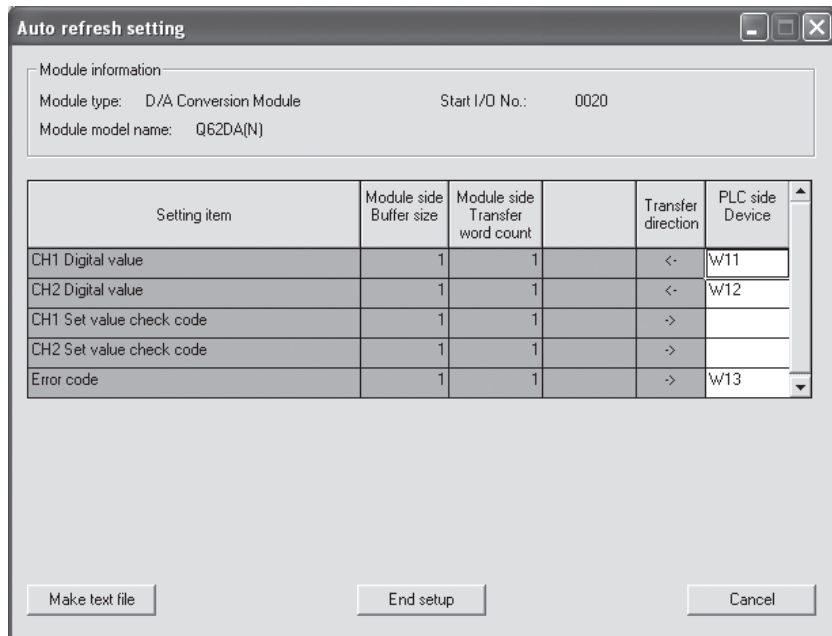 Auto refresh setting
Module information
Module type: D/A Conversion Module Start I/O No.: 0020
Module model name: Q62DA(N)
Setting item Module side Buffer size Module side Transfer word count Transfer direction PLC side Device
CH1 Digital value 1 1 <- W11
CH2 Digital value 1 1 <- W12
CH1 Set value check code 1 1 ->
CH2 Set value check code 1 1 ->
Error code 1 1 -> W13
Make text file End setup Cancel